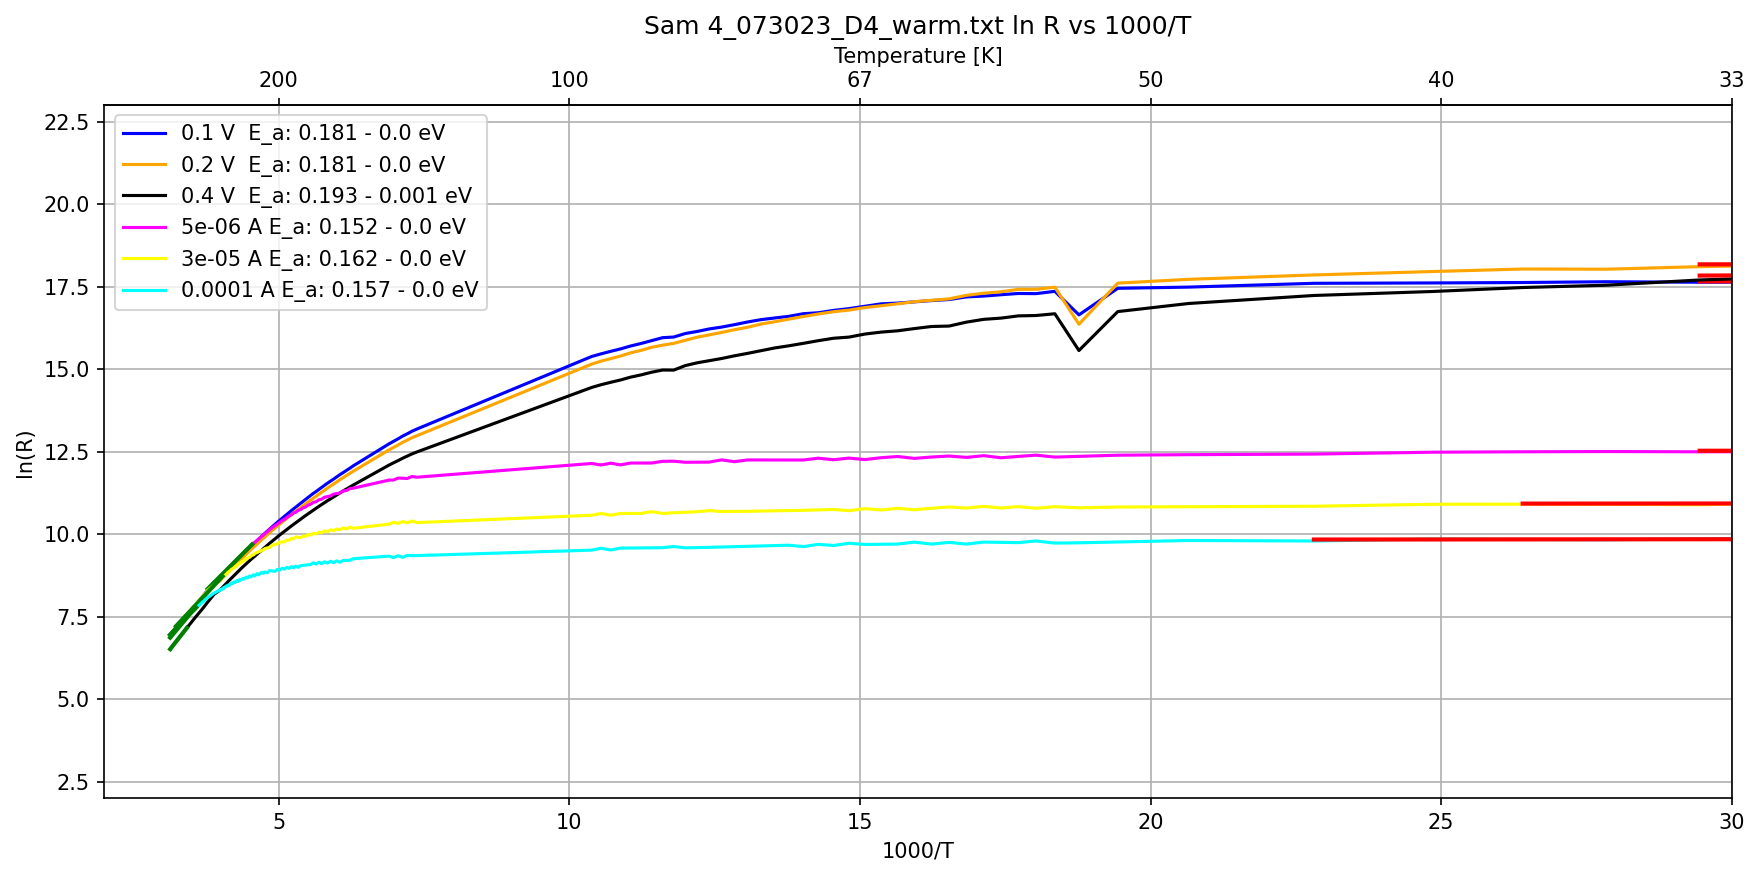 Sam 4_073023_D4_warm.txt ln R vs 1000/T
Temperature [K]
200 100 67 50 40 33
22.5
20.0
17.5
15.0
12.5
10.0
7.5
5.0
2.5
ln(R)
0.1 V  E_a: 0.181 - 0.0 eV
0.2 V  E_a: 0.181 - 0.0 eV
0.4 V  E_a: 0.193 - 0.001 eV
5e-06 A E_a: 0.152 - 0.0 eV
3e-05 A E_a: 0.162 - 0.0 eV
0.0001 A E_a: 0.157 - 0.0 eV
5 10 15 20 25 30
1000/T